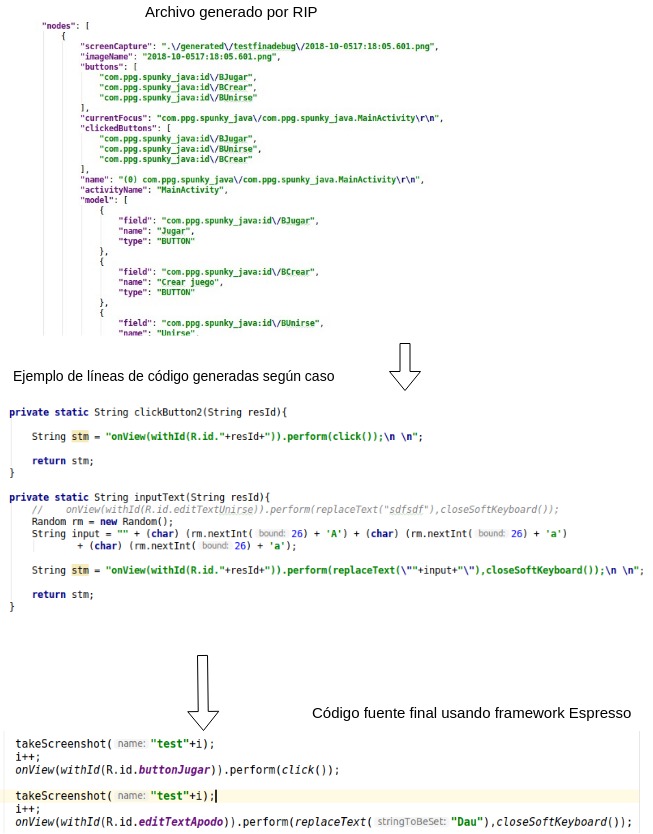 Archivo generado por RIP
"nodes": [
{
"screenCapture": ".\/generated\/testfinadebug\/2018-10-0517:18:05.601.png",
"imageName": "2018-10-0517:18:05.601.png",
"buttons": [
"com.ppg.spunky_java:id\/BJugar",
"com.ppg.spunky_java:id\/BCrear",
"com.ppg.spunky_java:id\/BUnirse"
],
"currentFocus": "com.ppg.spunky_java\/com.ppg.spunky_java.MainActivity\r\n",
"clickedButtons": [
"com.ppg.spunky_java:id\/BJugar",
"com.ppg.spunky_java:id\/BUnirse",
"com.ppg.spunky_java:id\/BCrear"
],
"name": "(0) com.ppg.spunky_java\/com.ppg.spunky_java.MainActivity\r\n",
"activityName": "MainActivity",
"model": [
{
"field": "com.ppg.spunky_java:id\/BJugar",
"name": "Jugar",
"type": "BUTTON"
},
{
"field": "com.ppg.spunky_java:id\/BCrear",
"name": "Crear juego",
"type": "BUTTON"
},
{
"field": "com.ppg.spunky_java:id\/BUnirse",
"name": "Unirse",
Ejemplo de líneas de código generadas según caso
private static String clickButton2(String resId){
String stm = "onView(withId(R.id."+resId+")).perform(click());\n \n";
return stm;
}
private static String inputText(String resId){
// onView(withId(R.id.editTextUnirse)).perform(replaceText("sdfsdf"),closeSoftKeyboard());
Random rm = new Random();
String input = "" + (char) (rm.nextInt( bound: 26) + 'A') + (char) (rm.nextInt( bound: 26) + 'a')
+ (char) (rm.nextInt( bound: 26) + 'a');
String stm = "onView(withId(R.id."+resId+")).perform(replaceText(\""+input+"\"),closeSoftKeyboard());\n \n";
return stm;
}
Código fuente final usando framework Espresso
takeScreenshot( name: "test"+i);
i++;
onView(withId(R.id.buttonJugar)).perform(click());
takeScreenshot( name: "test"+i);
i++;
onView(withId(R.id.editTextApodo)).perform(replaceText( stringToBeSet: "Dau"),closeSoftKeyboard());